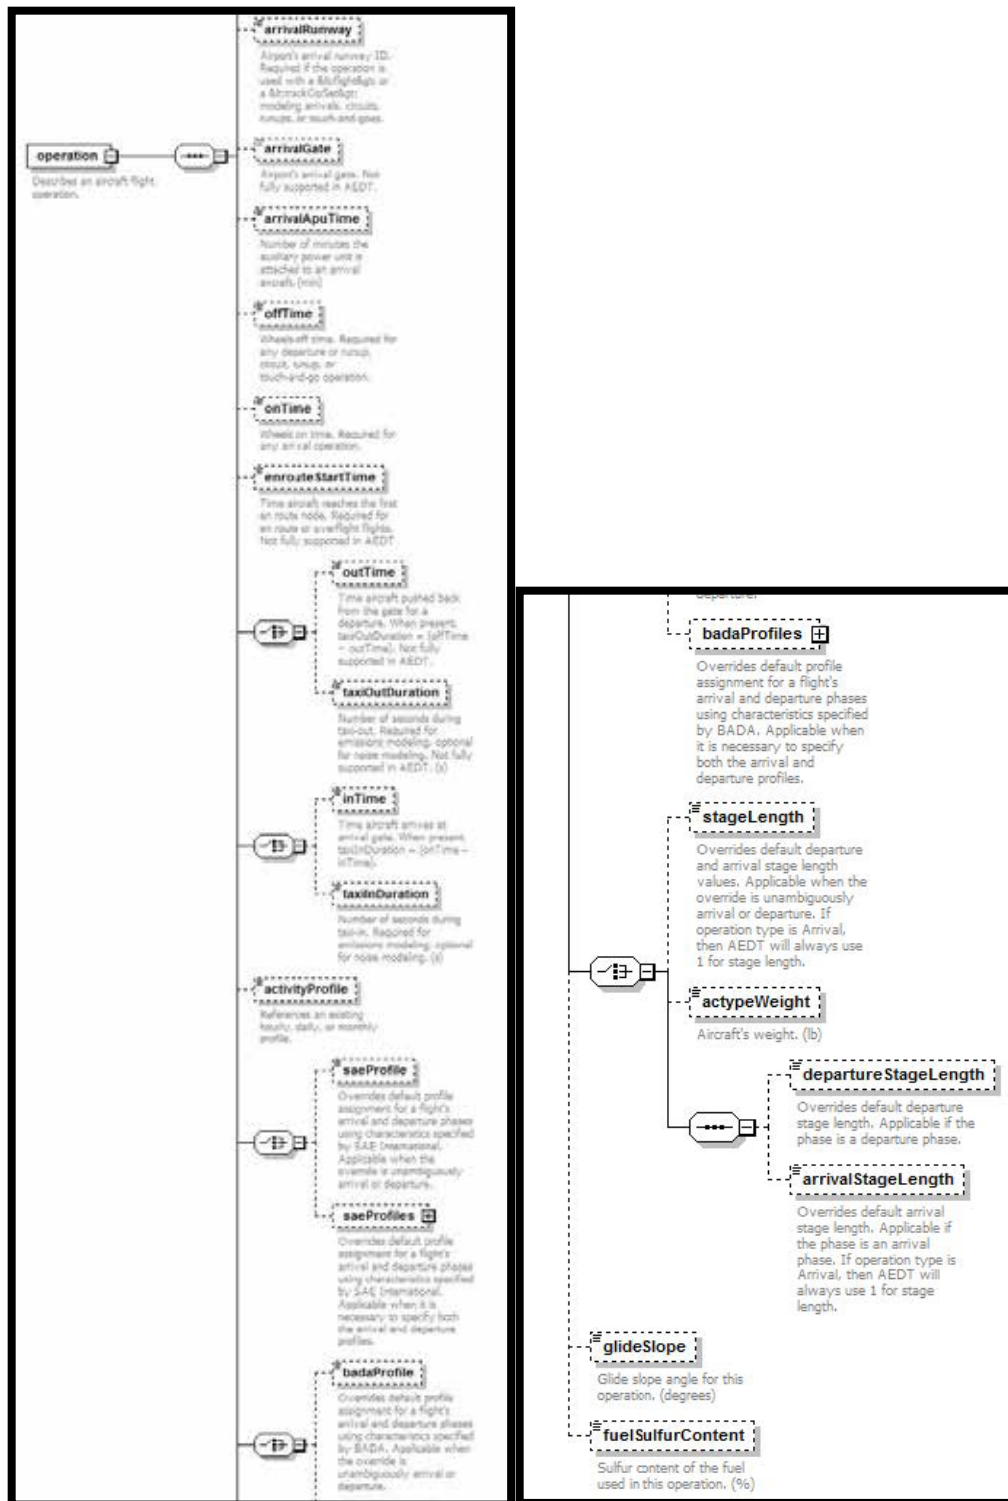 arrivalRunway
Airport's arrival runway ID.
Required if the operation is
used with a &lt;flight&gt; or
a &lt;trackOpSet&gt;
modeling arrivals, circuits,
runups, or touch-and-goes.
operation
Describes an aircraft flight
operation.
arrivalGate
Airport's arrival gate. Not
fully supported in AEDT.
arrivalApuTime
Number of minutes the
auxiliary power unit is
attached to an arrival
aircraft. (min)
offTime
Wheels-off time. Required for
any departure or runup,
circuit, runup, or
touch-and-go operation.
onTime
Wheels on time. Required for
any arrival operation.
enrouteStartTime
Time aircraft reaches the first
en route node. Required for
en route or overflight flights.
Not fully supported in AEDT
outTime
Time aircraft pushed back
from the gate for a
departure. When present,
taxiOutDuration = (offTime
– outTime). Not fully
supported in AEDT.
taxiOutDuration
Number of seconds during
taxi-out. Required for
emissions modeling, optional
for noise modeling. Not fully
supported in AEDT. (s)
inTime
Time aircraft arrives at
arrival gate. When present,
taxiInDuration = (onTime –
inTime).
taxiInDuration
Number of seconds during
taxi-in. Required for
emissions modeling, optional
for noise modeling. (s)
activityProfile
References an existing
hourly, daily, or monthly
profile.
saeProfile
Overrides default profile
assignment for a flight's
arrival and departure phases
using characteristics specified
by SAE International.
Applicable when the
override is unambiguously
arrival or departure.
saeProfiles
Overrides default profile
assignment for a flight's
arrival and departure phases
using characteristics specified
by SAE International.
Applicable when it is
necessary to specify both
the arrival and departure
profiles.
badaProfile
Overrides default profile
assignment for a flight's
arrival and departure phases
using characteristics specified
by BADA. Applicable when
the override is
unambiguously arrival or
departure.
departure.
badaProfiles
Overrides default profile
assignment for a flight's
arrival and departure phases
using characteristics specified
by BADA. Applicable when
it is necessary to specify
both the arrival and
departure profiles.
stageLength
Overrides default departure
and arrival stage length
values. Applicable when the
override is unambiguously
arrival or departure. If
operation type is Arrival,
then AEDT will always use
1 for stage length.
actypeWeight
Aircraft's weight. (lb)
departureStageLength
Overrides default departure
stage length. Applicable if the
phase is a departure phase.
arrivalStageLength
Overrides default arrival
stage length. Applicable if
the phase is an arrival
phase. If operation type is
Arrival, then AEDT will
always use 1 for stage
length.
glideSlope
Glide slope angle for this
operation. (degrees)
fuelSulfurContent
Sulfur content of the fuel
used in this operation. (%)